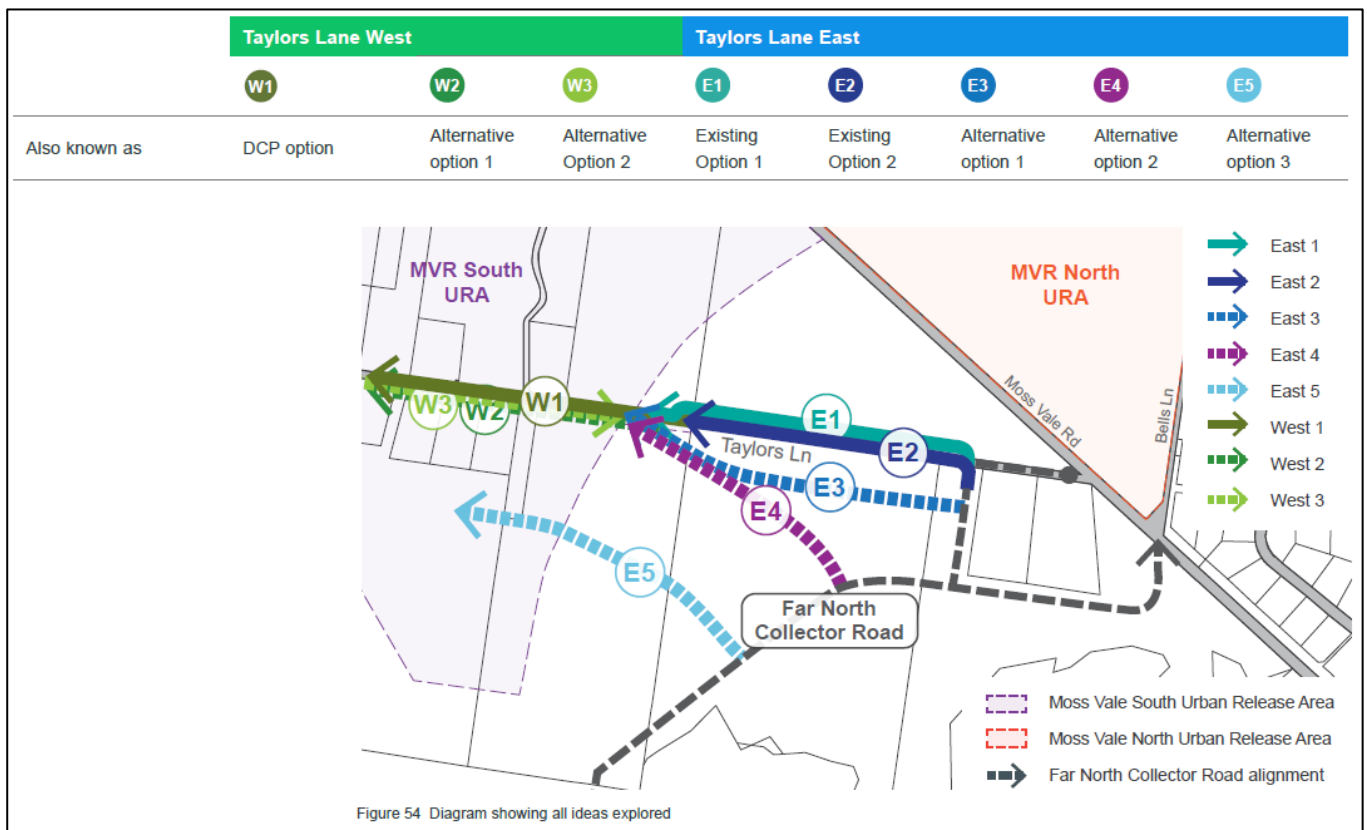 Taylors Lane West
Taylors Lane East
W1
W2
W3
E1
E2
E3
E4
E5
Also known as
DCP option
Alternative
option 1
Alternative
Option 2
Existing
Option 1
Existing
Option 2
Alternative
option 1
Alternative
option 2
Alternative
option 3
MVR South
URA
MVR North
URA
Moss Vale Rd
Bells Ln
W3
W2
W1
E1
E2
Taylors Ln
E3
E4
E5
Far North
Collector Road
East 1
East 2
East 3
East 4
East 5
West 1
West 2
West 3
Moss Vale South Urban Release Area
Moss Vale North Urban Release Area
Far North Collector Road alignment
Figure 54 Diagram showing all ideas explored